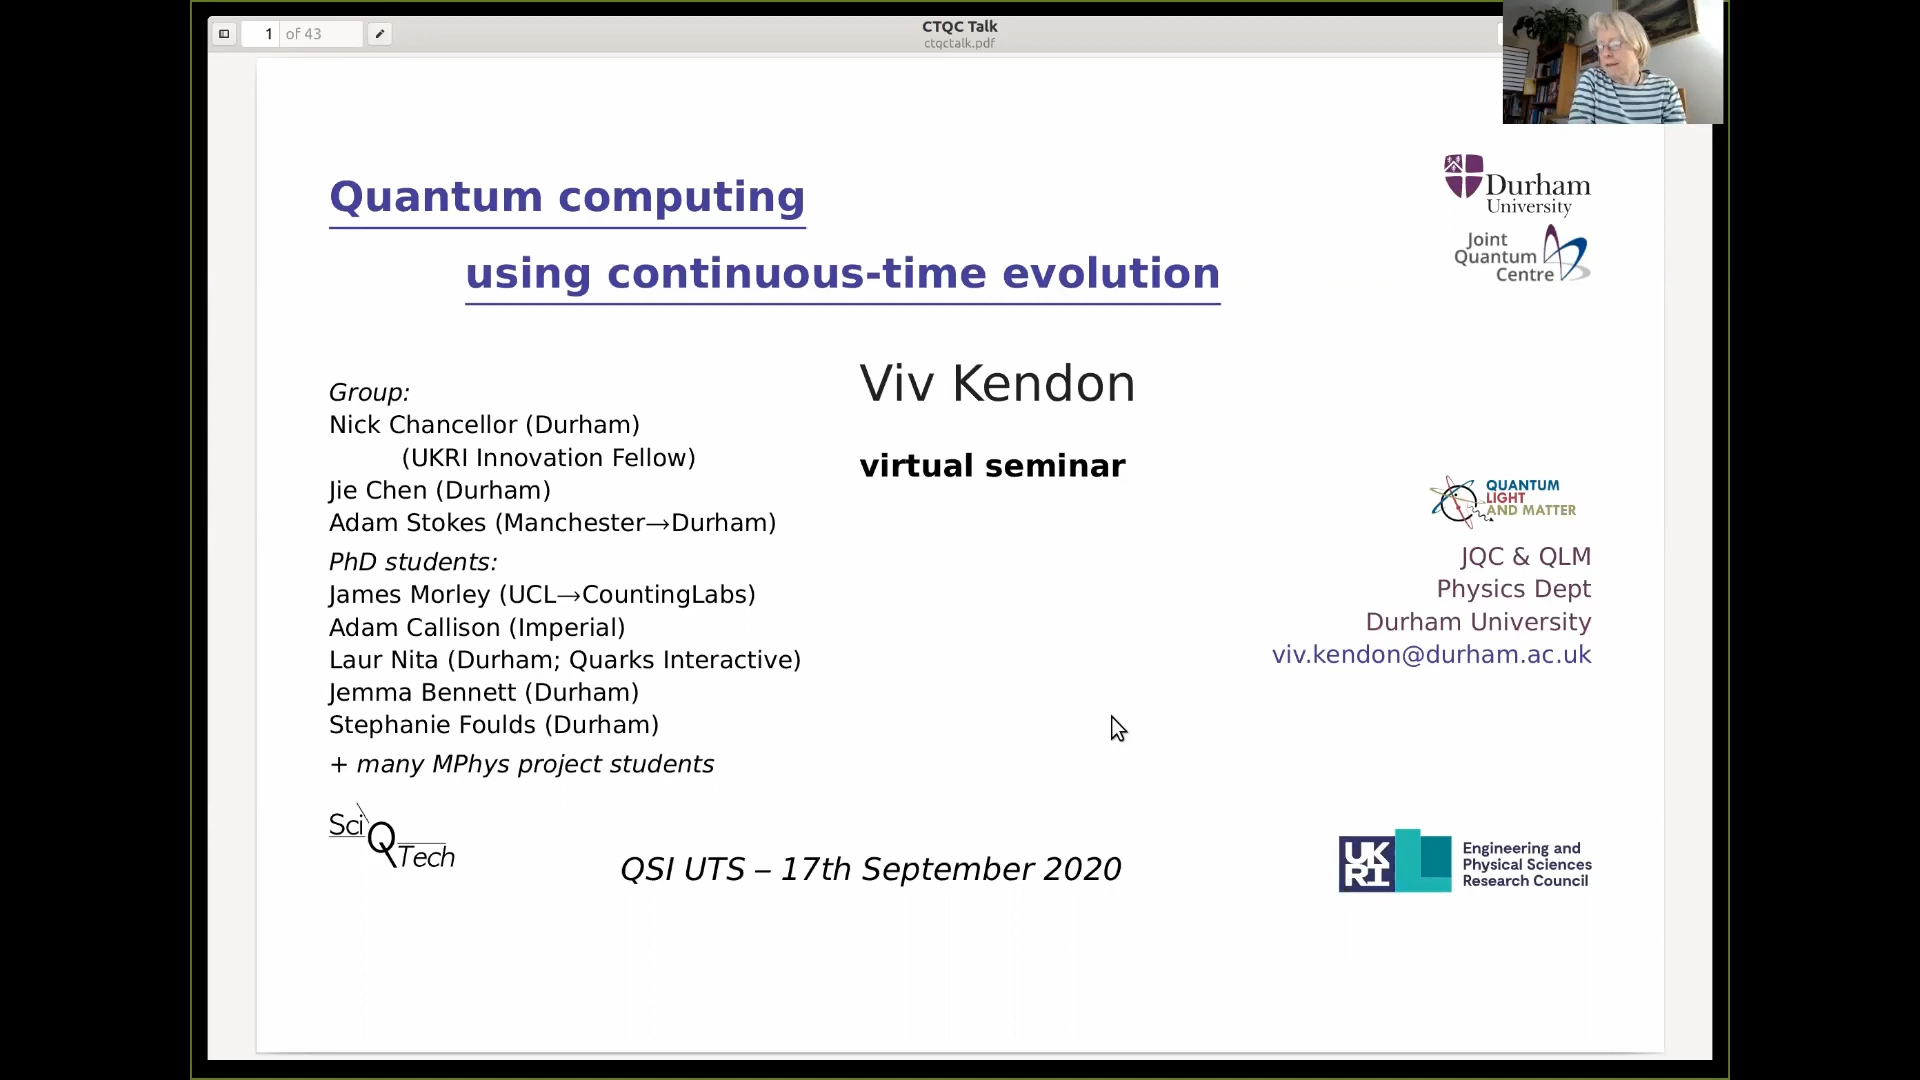 1 of 43
CTQC Talk
ctqctalk.pdf
Quantum computing
using continuous-time evolution
Durham
University
Joint
Quantum
Centre
Viv Kendon
virtual seminar
Group:
Nick Chancellor (Durham)
(UKRI Innovation Fellow)
Jie Chen (Durham)
Adam Stokes (Manchester→Durham)
PhD students:
James Morley (UCL→CountingLabs)
Adam Callison (Imperial)
Laur Nita (Durham; Quarks Interactive)
Jemma Bennett (Durham)
Stephanie Foulds (Durham)
+ many MPhys project students
QUANTUM
LIGHT
AND MATTER
JQC & QLM
Physics Dept
Durham University
viv.kendon@durham.ac.uk
Sci
Q
Tech
QSI UTS – 17th September 2020
UK
RI
Engineering and
Physical Sciences
Research Council